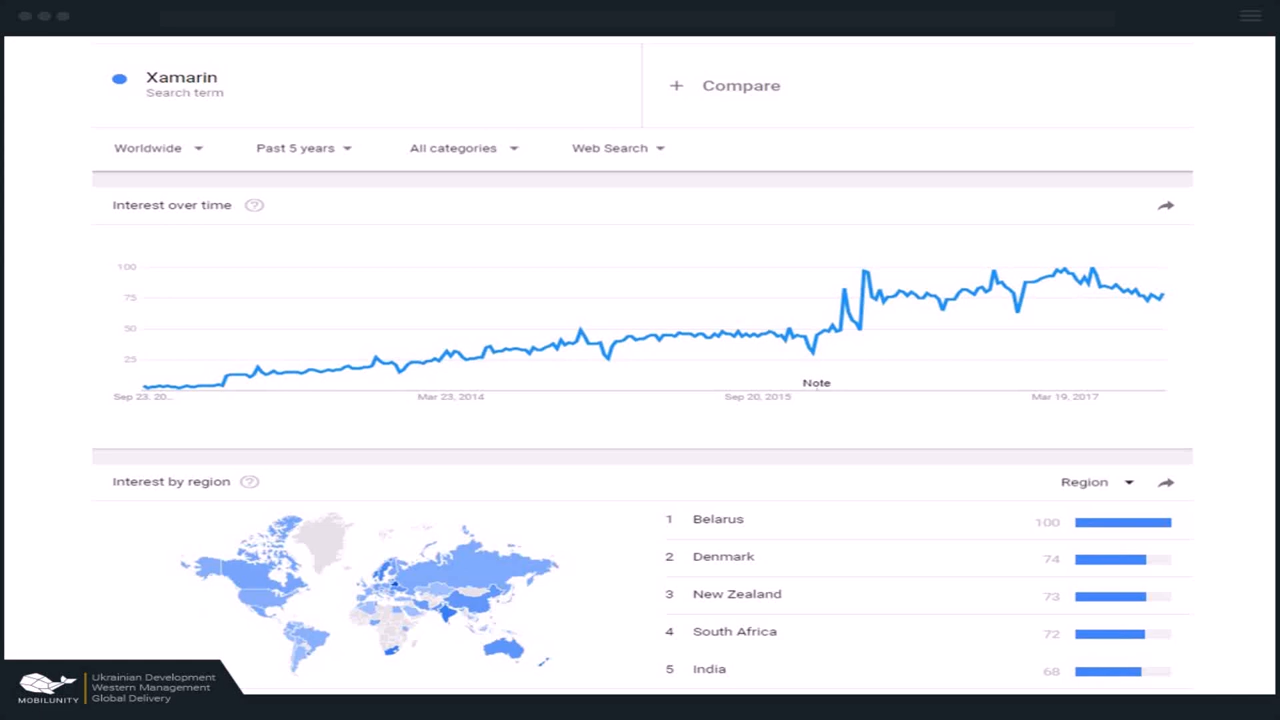 Xamarin
Search term
+ Compare
Worldwide
Past 5 years
All categories
Web Search
Interest over time ?
100
75
50
25
Note
Sep 23, 20...
Mar 23, 2014
Sep 20, 2015
Mar 19, 2017
Interest by region ?
Region
1 Belarus 100
2 Denmark 74
3 New Zealand 73
4 South Africa 72
5 India 68
MOBILUNITY
Ukrainian Development
Western Management
Global Delivery